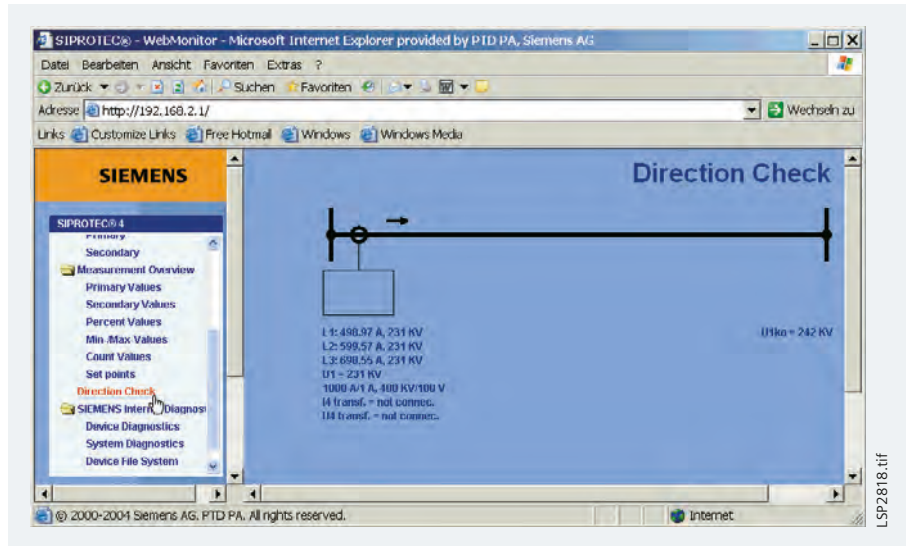 SIPROTEC® - WebMonitor - Microsoft Internet Explorer provided by PTD PA, Siemens AG
Datei Bearbeiten Ansicht Favoriten Extras ?
Zurück Suchen Favoriten
Adresse http://192.168.2.1/ Wechseln zu
Links Customize Links Free Hotmail Windows Windows Media
SIEMENS
SIPROTEC® 4
Primary
Secondary
Measurement Overview
Primary Values
Secondary Values
Percent Values
Min /Max Values
Count Values
Set points
Direction Check
SIEMENS Intern Diagnos
Device Diagnostics
System Diagnostics
Device File System
Direction Check
L1: 498.97 A, 231 KV
L2: 599.57 A, 231 KV
L3: 698.55 A, 231 KV
U1 = 231 KV
1000 A/1 A, 400 KV/100 V
I4 transf. = not connec.
U4 transf. = not connec.
= 242 KV
© 2000-2004 Siemens AG. PTD PA. All rights reserved.
Internet
LSP2818.tif